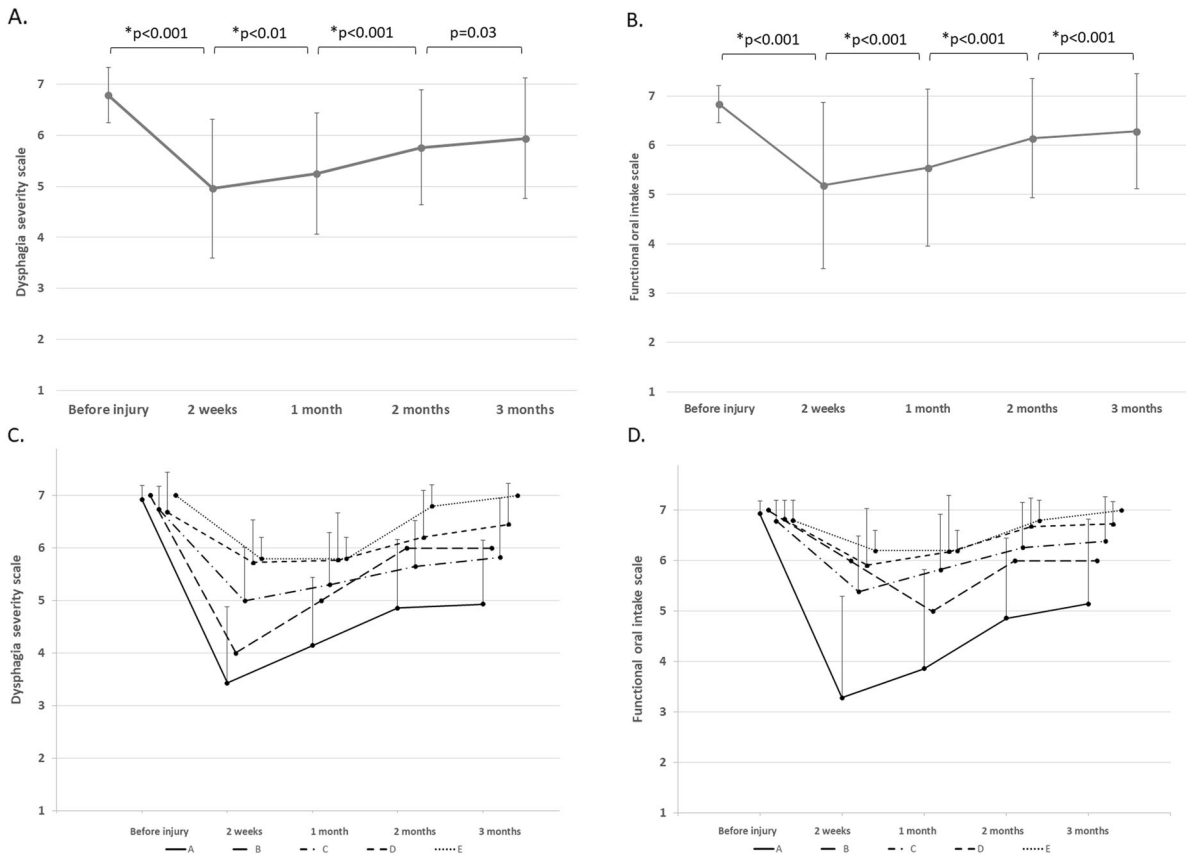 A.
*p<0.001 *p<0.01 *p<0.001 p=0.03
Dysphagia severity scale
7
6
5
4
3
2
1
Before injury 2 weeks 1 month 2 months 3 months
B.
*p<0.001 *p<0.001 *p<0.001 *p<0.001
Functional oral intake scale
7
6
5
4
3
2
1
Before injury 2 weeks 1 month 2 months 3 months
C.
Dysphagia severity scale
7
6
5
4
3
2
1
Before injury 2 weeks 1 month 2 months 3 months
A B C D E
D.
Functional oral intake scale
7
6
5
4
3
2
1
Before injury 2 weeks 1 month 2 months 3 months
A B C D E